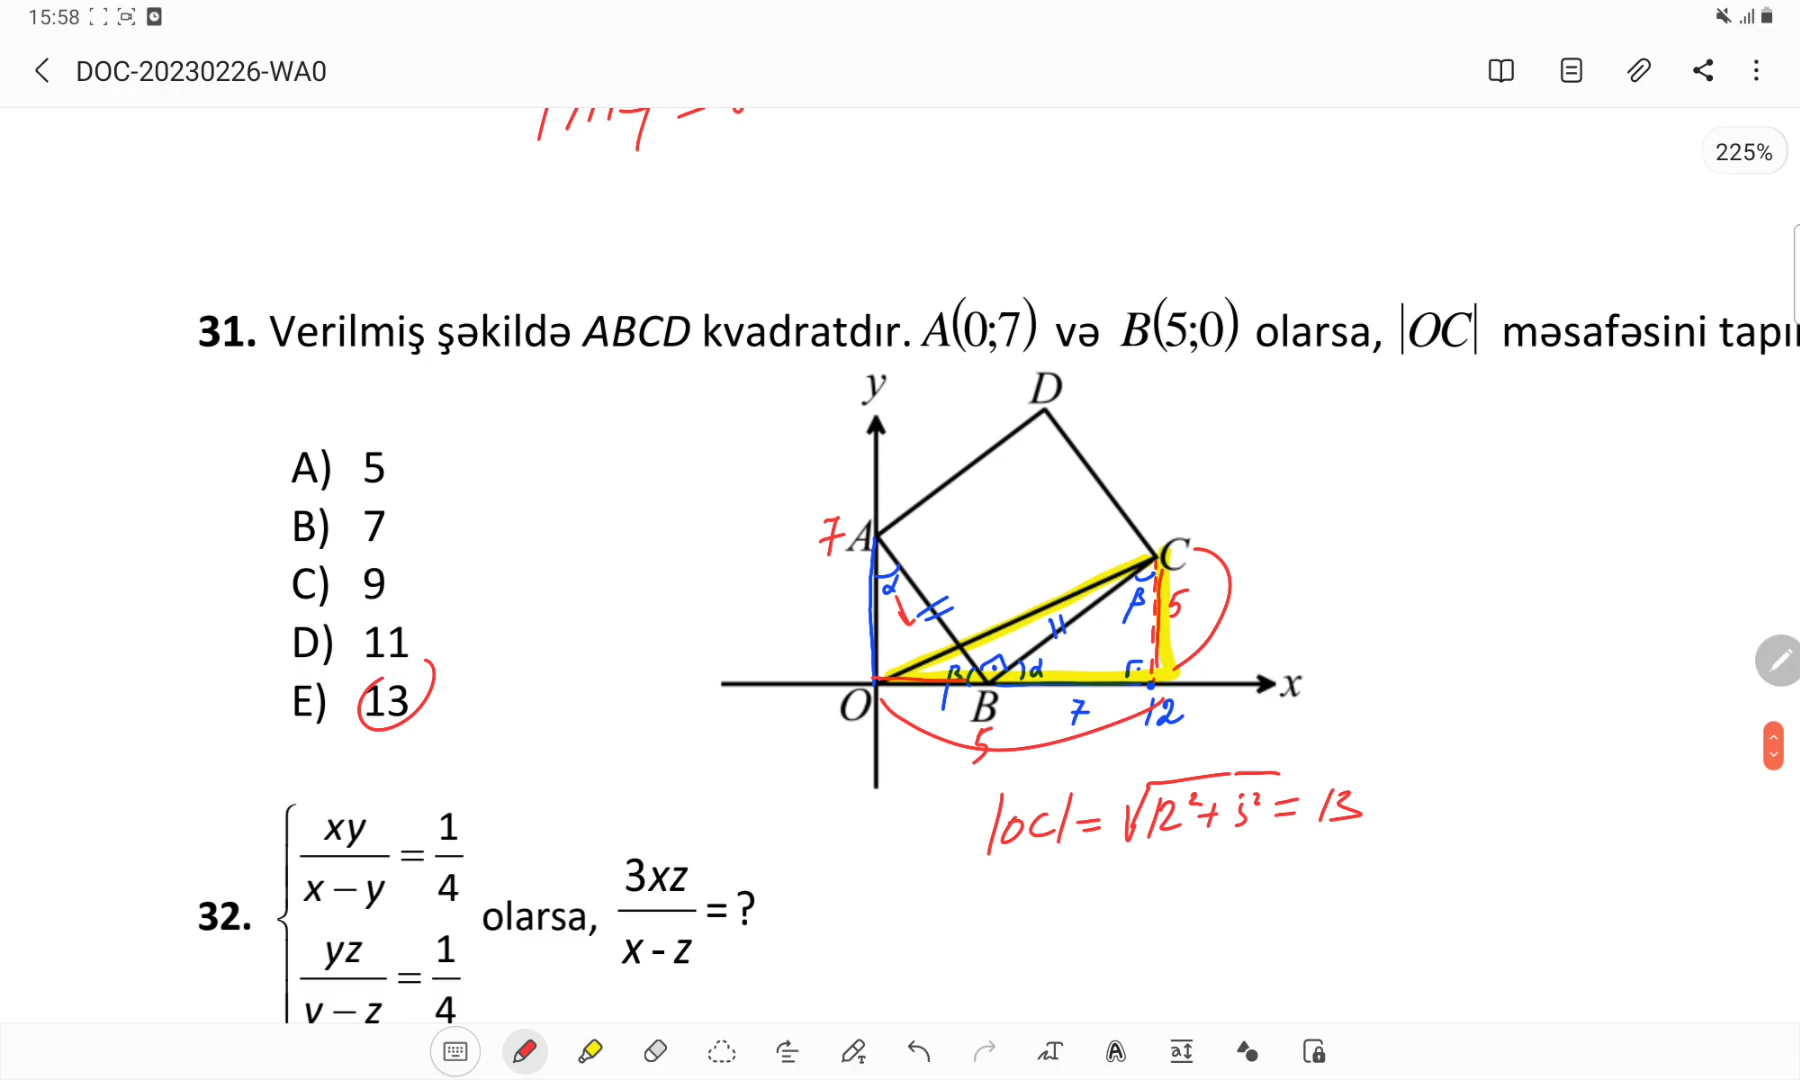 15:58
DOC-20230226-WA0
225%
31. Verilmiş şəkildə ABCD kvadratdır. A(0;7) və B(5;0) olarsa, |OC| məsafəsini
A) 5
B) 7
C) 9
D) 11
E) 13
y
D
7 A
C
α
β
5
H
β
α
O
B
x
7
12
5
|OC| = √12² + 5² = 13
32. xy / x – y = 1/4
yz / y – z = 1/4
olarsa, 3xz / x - z = ?